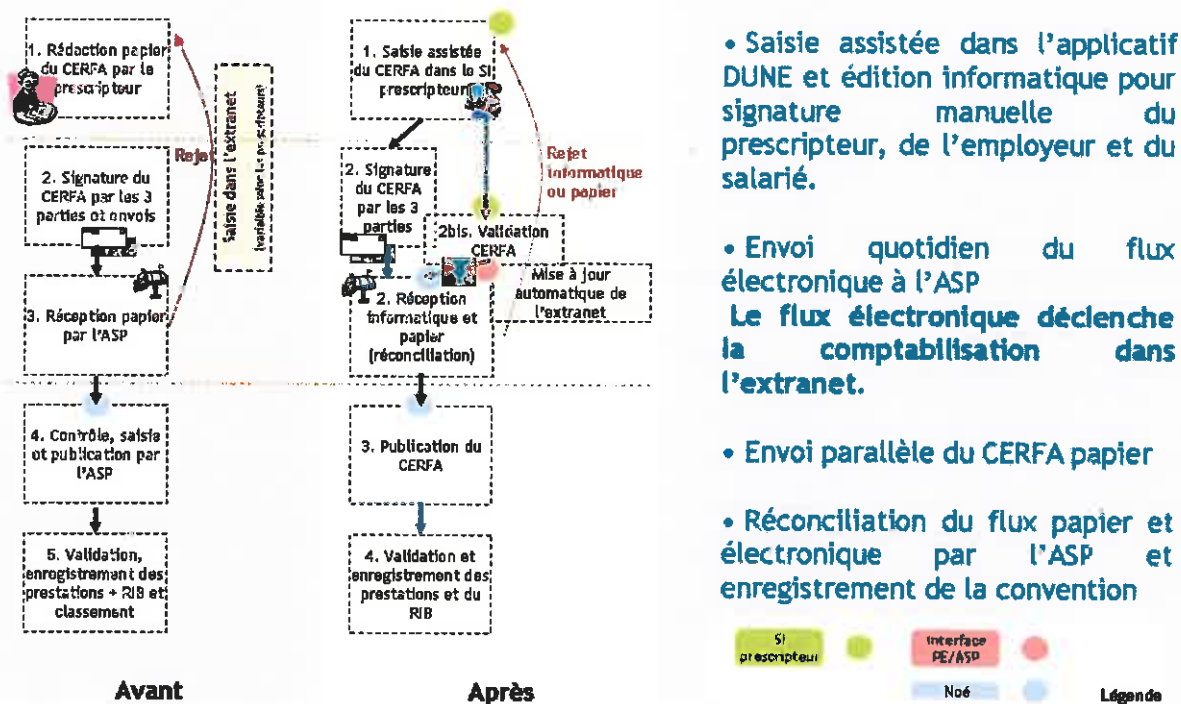 1. Rédaction papier
du CERFA par le
prescripteur
Rejet
Saisie dans l'extranet
2. Signature du
CERFA par les 3
parties et envois
3. Réception papier
par l'ASP
4. Contrôle, saisie
et publication par
l'ASP
5. Validation,
enregistrement des
prestations + RIB et
classement
Avant
1. Saisie assistée
du CERFA dans le SI
prescripteur
Rejet
informatique
ou papier
2. Signature
du CERFA
par les 3
parties
2bis. Validation
CERFA
Mise à jour
automatique de
l'extranet
2. Réception
informatique et
papier
(réconciliation)
3. Publication du
CERFA
4. Validation et
enregistrement des
prestations et du
RIB
Après
• Saisie assistée dans l'applicatif
DUNE et édition informatique pour
signature manuelle du
prescripteur, de l'employeur et du
salarié.
• Envoi quotidien du flux
électronique à l'ASP
Le flux électronique déclenche
la comptabilisation dans
l'extranet.
• Envoi parallèle du CERFA papier
• Réconciliation du flux papier et
électronique par l'ASP et
enregistrement de la convention
SI
prescripteur
Interface
PE/ASP
Noé
Légende